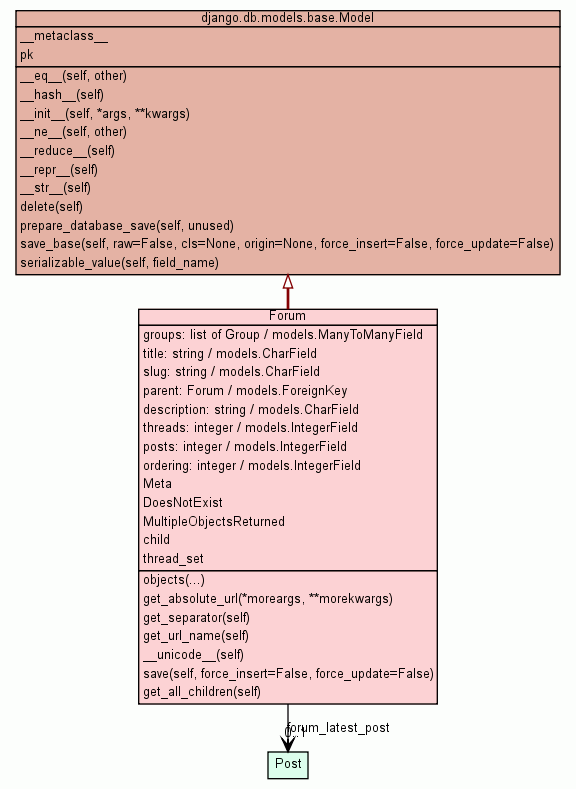 django.db.models.base.Model
__metaclass__
pk
__eq__(self, other)
__hash__(self)
__init__(self, *args, **kwargs)
__ne__(self, other)
__reduce__(self)
__repr__(self)
__str__(self)
delete(self)
prepare_database_save(self, unused)
save_base(self, raw=False, cls=None, origin=None, force_insert=False, force_update=False)
serializable_value(self, field_name)
Forum
groups: list of Group / models.ManyToManyField
title: string / models.CharField
slug: string / models.CharField
parent: Forum / models.ForeignKey
description: string / models.CharField
threads: integer / models.IntegerField
posts: integer / models.IntegerField
ordering: integer / models.IntegerField
Meta
DoesNotExist
MultipleObjectsReturned
child
thread_set
objects(...)
get_absolute_url(*moreargs, **morekwargs)
get_separator(self)
get_url_name(self)
__unicode__(self)
save(self, force_insert=False, force_update=False)
get_all_children(self)
forum_latest_post
Post